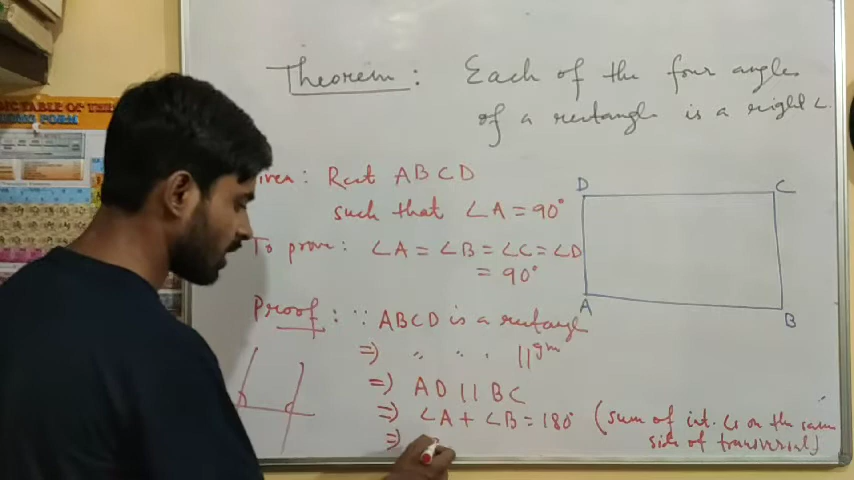 Theorem : Each of the four angles
of a rectangle is a right ∠.
Rect ABCD
such that ∠A = 90°
To prove : ∠A = ∠B = ∠C = ∠D
= 90°
Proof : ∵ ABCD is a rectangle
⇒ " " " ||gm
⇒ AD || BC
⇒ ∠A + ∠B = 180° (sum of int. ∠s on the same
side of transversal)
⇒
D C
A B